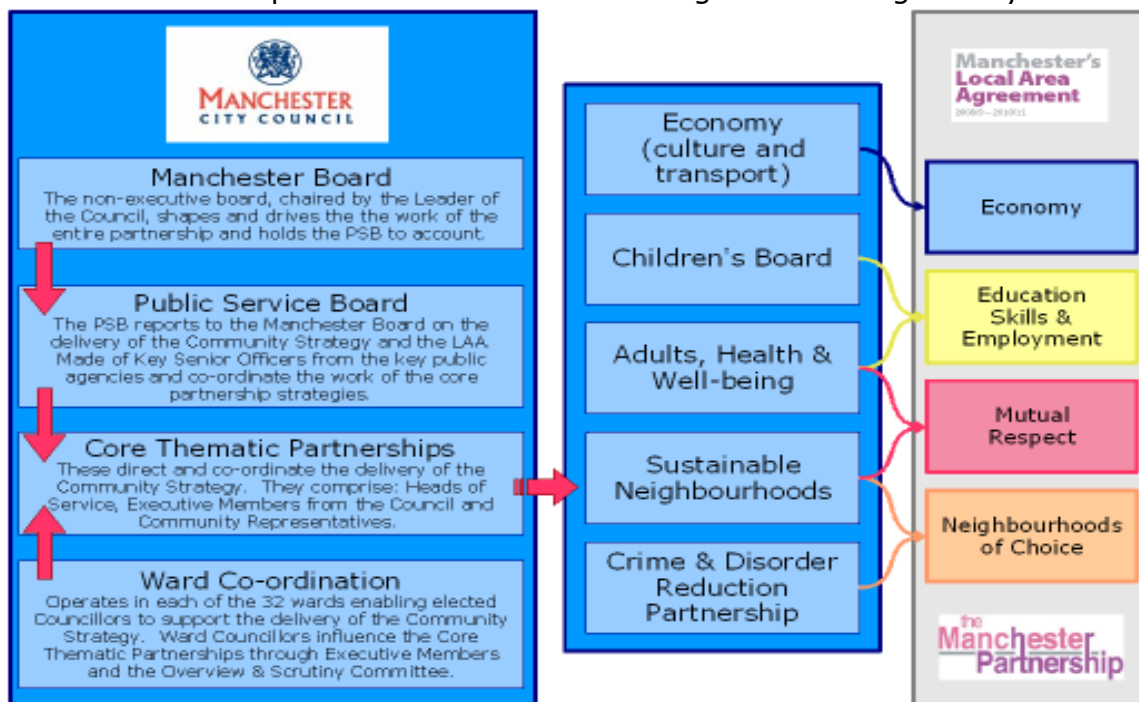 MANCHESTER
CITY COUNCIL
Manchester Board
The non-executive board, chaired by the Leader of
the Council, shapes and drives the the work of the
entire partnership and holds the PSB to account.
Public Service Board
The PSB reports to the Manchester Board on the
delivery of the Community Strategy and the LAA
Made of Key Senior Officers from the key public
agencies and co-ordinate the work of the core
partnership strategies.
Core Thematic Partnerships
These direct and co-ordinate the delivery of the
Community Strategy. They comprise: Heads of
Service, Executive Members from the Council and
Community Representatives.
Ward Co-ordination
Operates in each of the 32 wards enabling elected
Councillors to support the delivery of the Community
Strategy. Ward Councillors influence the Core
Thematic Partnerships through Executive Members
and the Overview & Scrutiny Committee.
Economy
(culture and
transport)
Children's Board
Adults, Health &
Well-being
Sustainable
Neighbourhoods
Crime & Disorder
Reduction
Partnership
Manchester's
Local Area
Agreement
2008/9 – 2010/11
Economy
Education
Skills &
Employment
Mutual
Respect
Neighbourhoods
of Choice
the
Manchester
Partnership